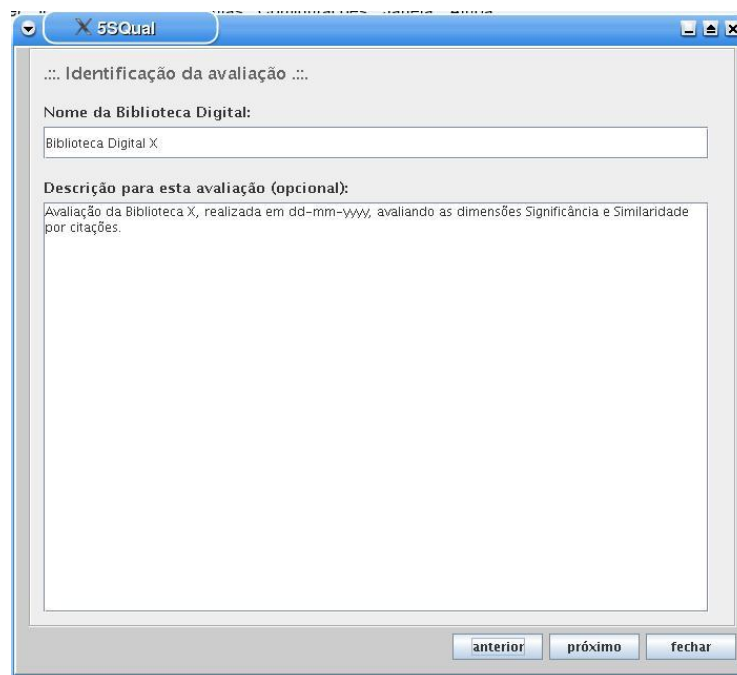 5SQual
.::. Identificação da avaliação .::.
Nome da Biblioteca Digital:
Biblioteca Digital X
Descrição para esta avaliação (opcional):
Avaliação da Biblioteca X, realizada em dd-mm-yyyy, avaliando as dimensões Significância e Similaridade
por citações.
anterior próximo fechar